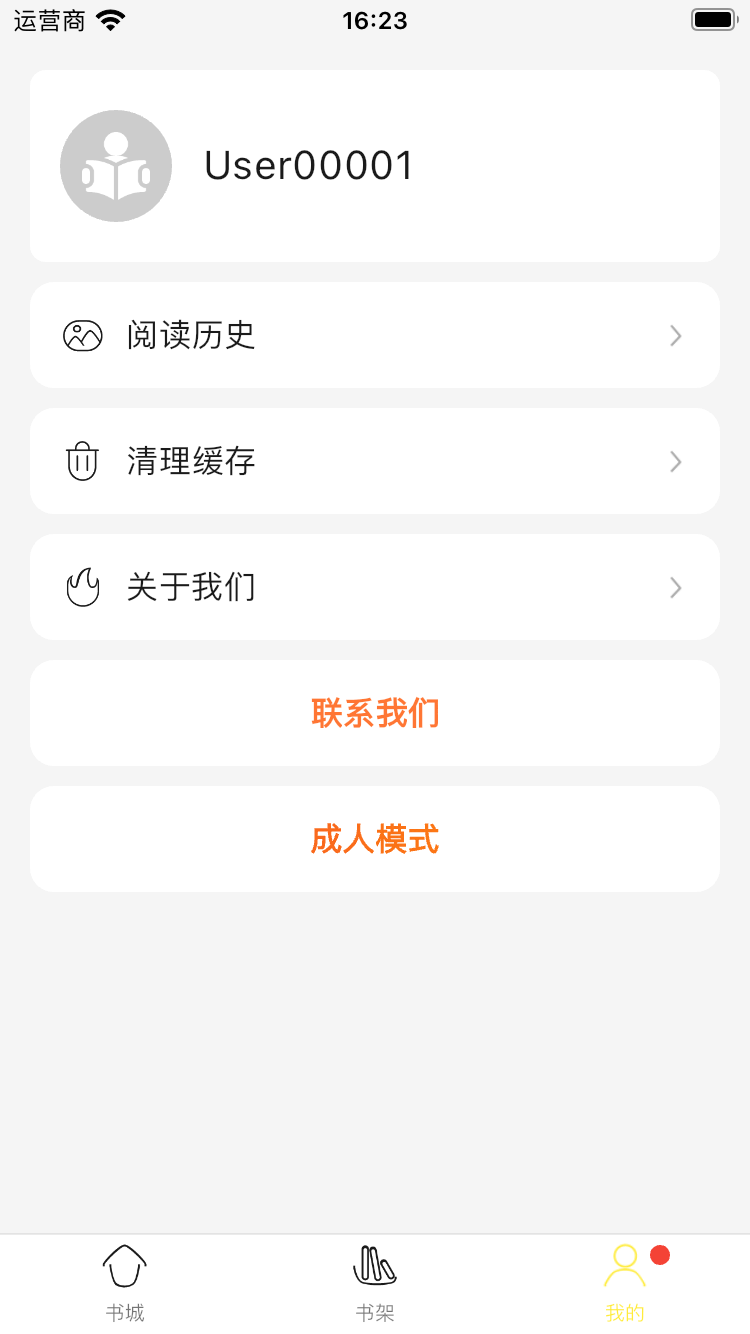 运营商 16:23
User00001
阅读历史
清理缓存
关于我们
联系我们
成人模式
书城 书架 我的